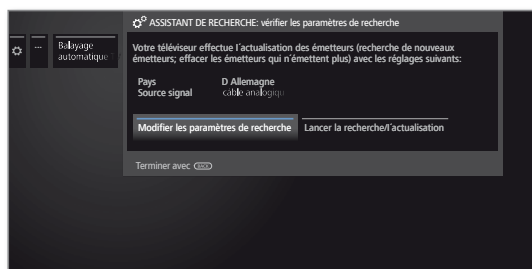 ASSISTANT DE RECHERCHE: vérifier les paramètres de recherche
...
Balayage
automatique
Votre téléviseur effectue l'actualisation des émetteurs (recherche de nouveaux
émetteurs; effacer les émetteurs qui n'émettent plus) avec les réglages suivants:
Pays D Allemagne
Source signal câble analogiqu
Modifier les paramètres de recherche Lancer la recherche/l'actualisation
Terminer avec BACK